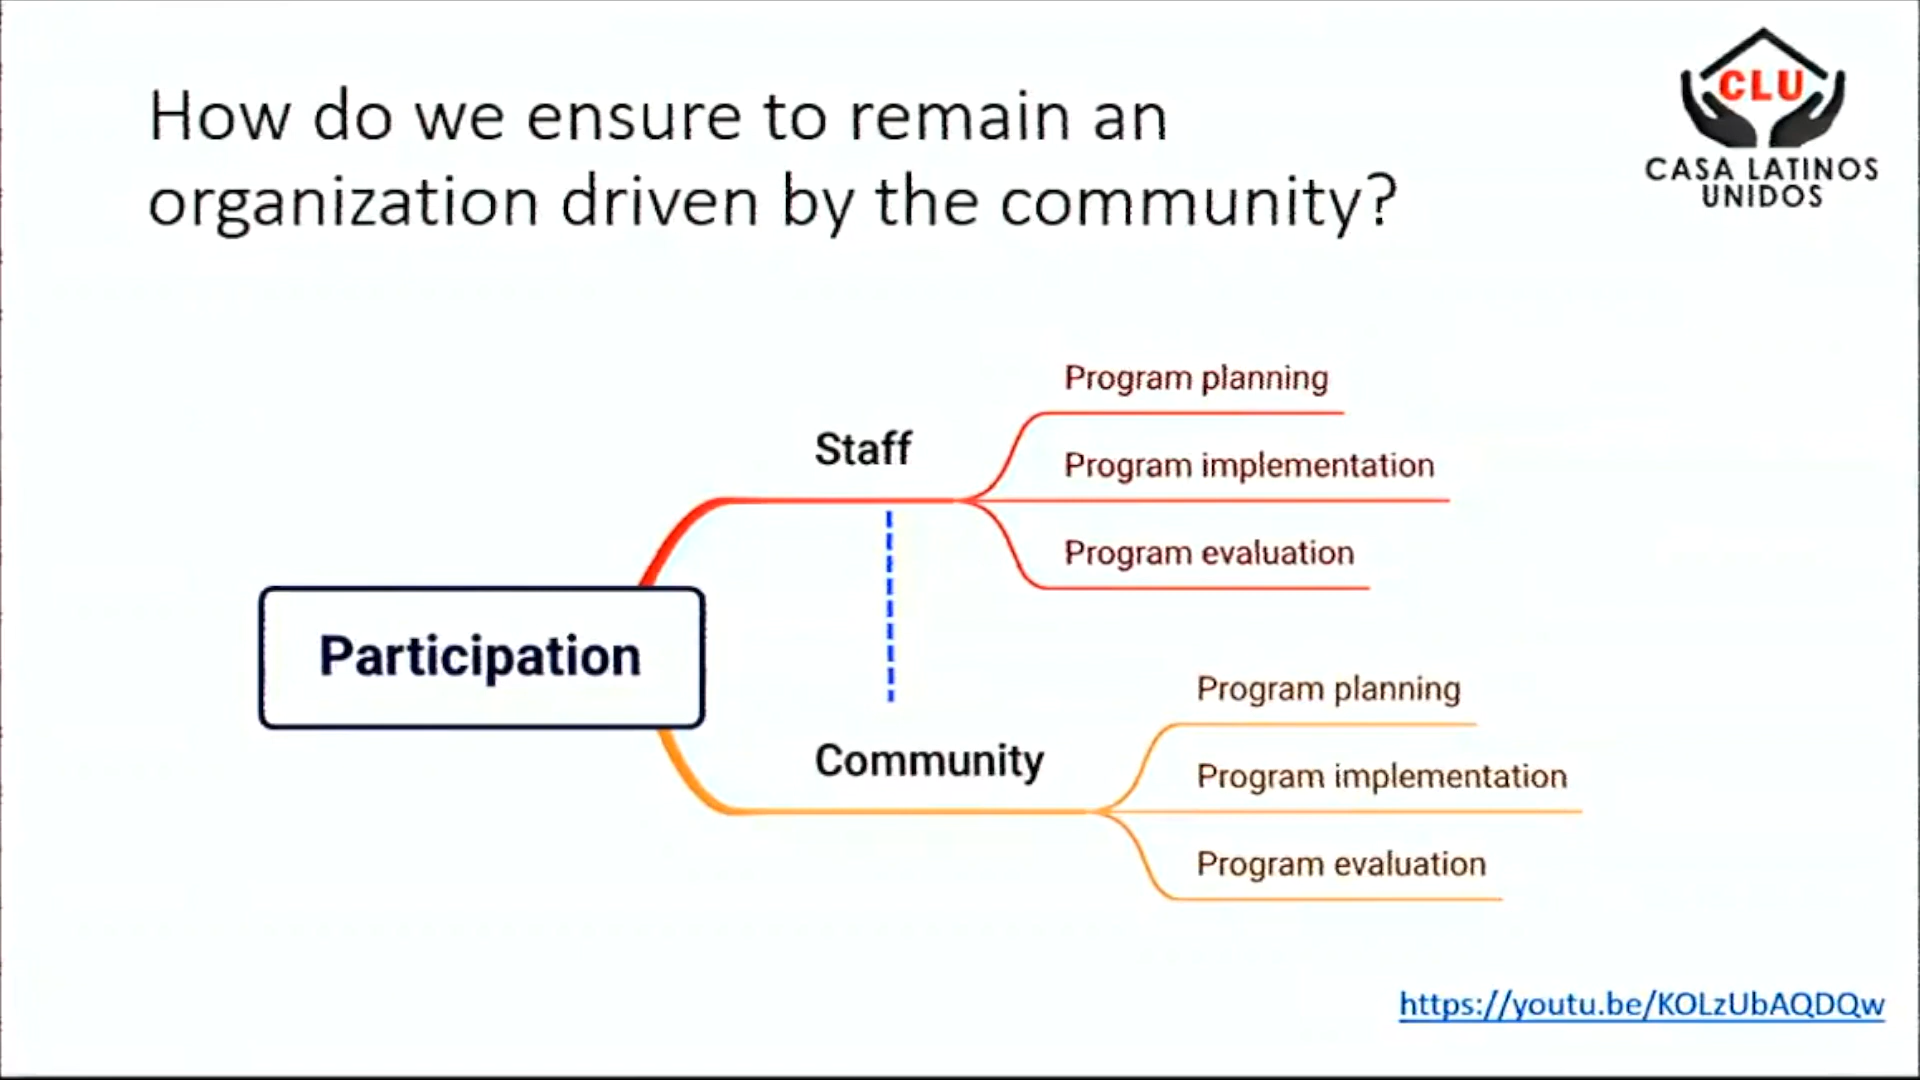 How do we ensure to remain an
organization driven by the community?
CLU
CASA LATINOS
UNIDOS
Participation
Staff
Program planning
Program implementation
Program evaluation
Community
Program planning
Program implementation
Program evaluation
https://youtu.be/KOLzUbAQDQw